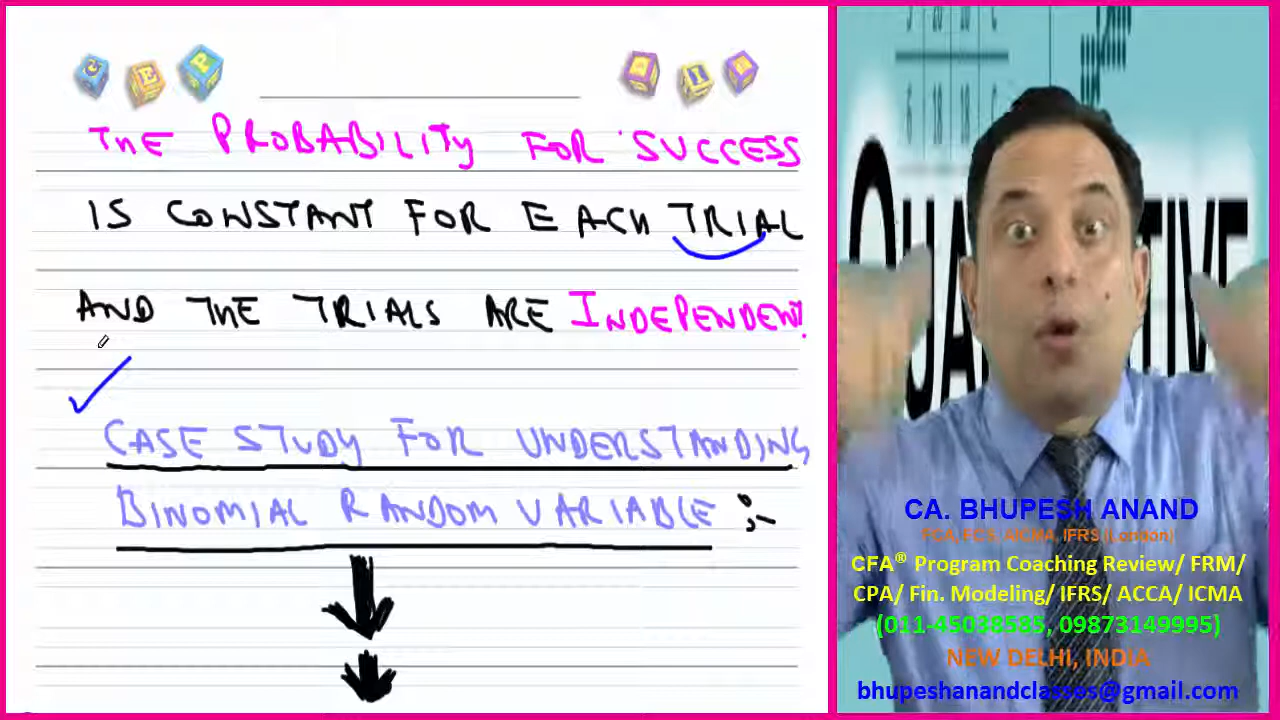 THE PROBABILITY FOR SUCCESS
IS CONSTANT FOR EACH TRIAL
AND THE TRIALS ARE INDEPENDENT.
CASE STUDY FOR UNDERSTANDING
BINOMIAL RANDOM VARIABLE :-
QUANTITATIVE
CA. BHUPESH ANAND
FCA, FCS, AICMA, IFRS (London)
CFA® Program Coaching Review/ FRM/
CPA/ Fin. Modeling/ IFRS/ ACCA/ ICMA
(011-45038585, 09873149995)
NEW DELHI, INDIA
bhupeshanandclasses@gmail.com